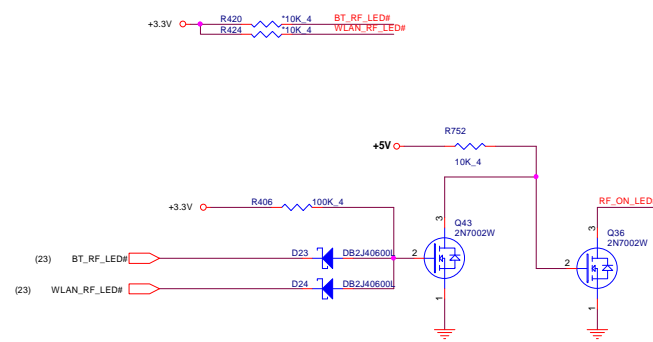 +3.3V
R420 *10K_4 BT_RF_LED#
R424 *10K_4 WLAN_RF_LED#
R752
+5V
10K_4
+3.3V R406 100K_4
RF_ON_LED
3
Q43
2N7002W
3
Q36
2N7002W
(23) BT_RF_LED# D23 DB2J40600L 2
2
(23) WLAN_RF_LED# D24 DB2J40600L
1
1